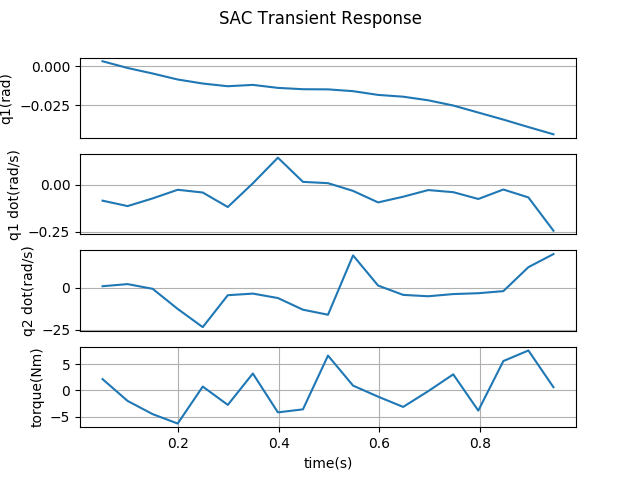 SAC Transient Response
q1(rad)
0.000
−0.025
q1 dot(rad/s)
0.00
−0.25
q2 dot(rad/s)
0
−25
torque(Nm)
5
0
−5
0.2 0.4 0.6 0.8
time(s)